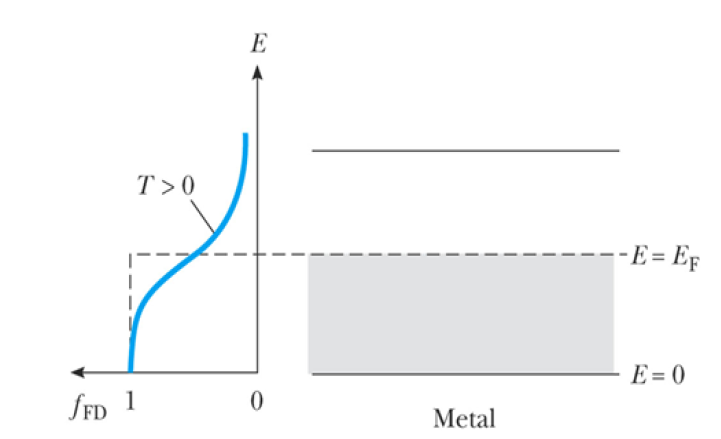 E
T > 0
E = E_F
E = 0
f_FD 1 0
Metal